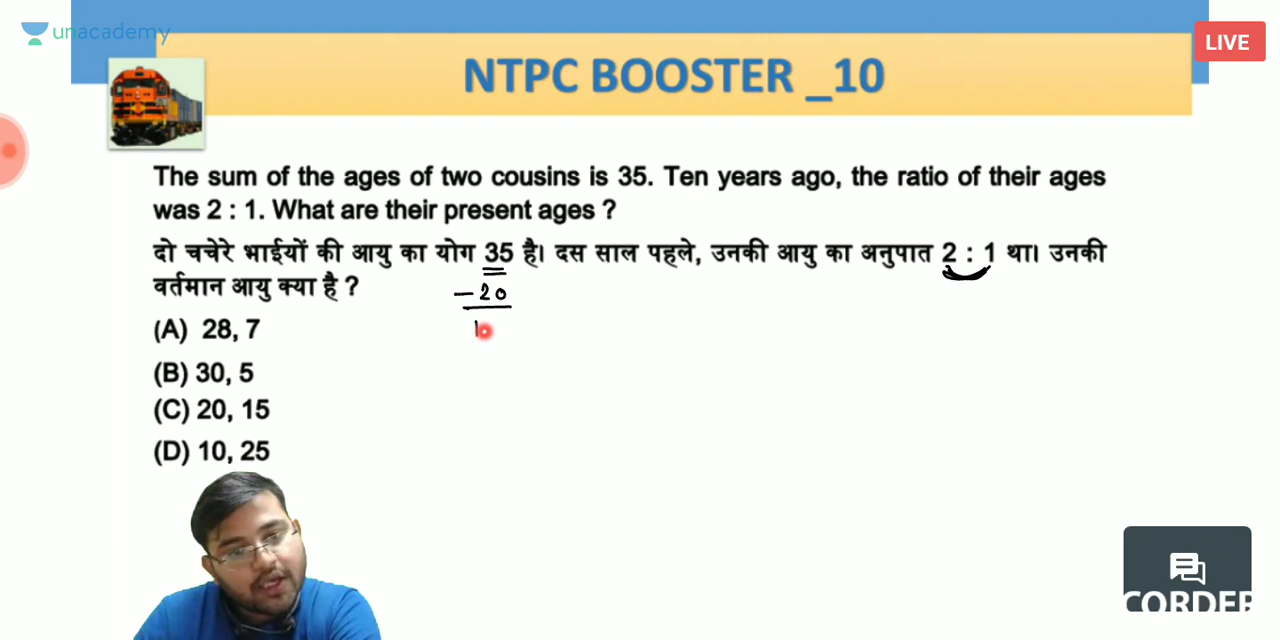 unacademy
LIVE
NTPC BOOSTER _10
The sum of the ages of two cousins is 35. Ten years ago, the ratio of their ages
was 2 : 1. What are their present ages ?
दो चचेरे भाईयों की आयु का योग 35 है। दस साल पहले, उनकी आयु का अनुपात 2 : 1 था। उनकी
वर्तमान आयु क्या है ?
- 20
1
(A) 28, 7
(B) 30, 5
(C) 20, 15
(D) 10, 25
CORDER